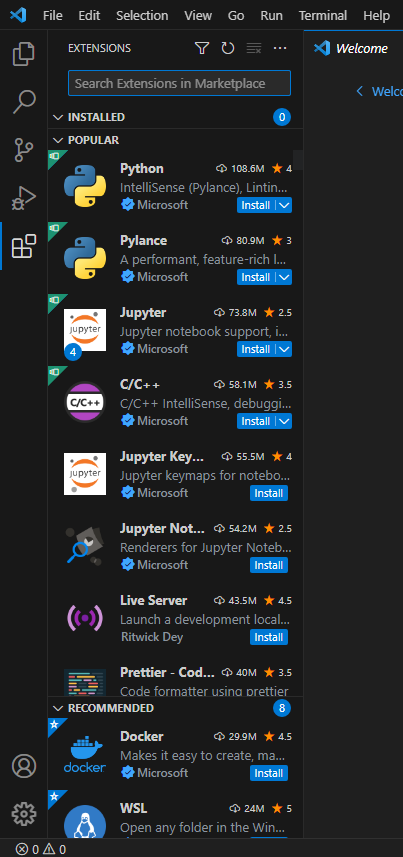 File Edit Selection View Go Run Terminal Help
EXTENSIONS
Welcome
Search Extensions in Marketplace
Welco
INSTALLED 0
POPULAR
Python 108.6M 4
IntelliSense (Pylance), Lintin...
Microsoft Install
Pylance 80.9M 3
A performant, feature-rich l...
Microsoft Install
Jupyter 73.8M 2.5
jupyter
Jupyter notebook support, i...
4 Microsoft Install
C/C++ 58.1M 3.5
C/C++
C/C++ IntelliSense, debuggi...
Microsoft Install
Jupyter Key... 55.5M 4
jupyter
Jupyter keymaps for notebo...
Microsoft Install
Jupyter Not... 54.2M 2.5
Renderers for Jupyter Noteb...
Microsoft Install
Live Server 43.5M 4.5
Launch a development local...
Ritwick Dey Install
Prettier - Cod... 40M 3.5
Code formatter using prettier
RECOMMENDED 8
Docker 29.9M 4.5
Makes it easy to create, ma...
docker
Microsoft Install
WSL 24M 5
Open any folder in the Win...
0 0